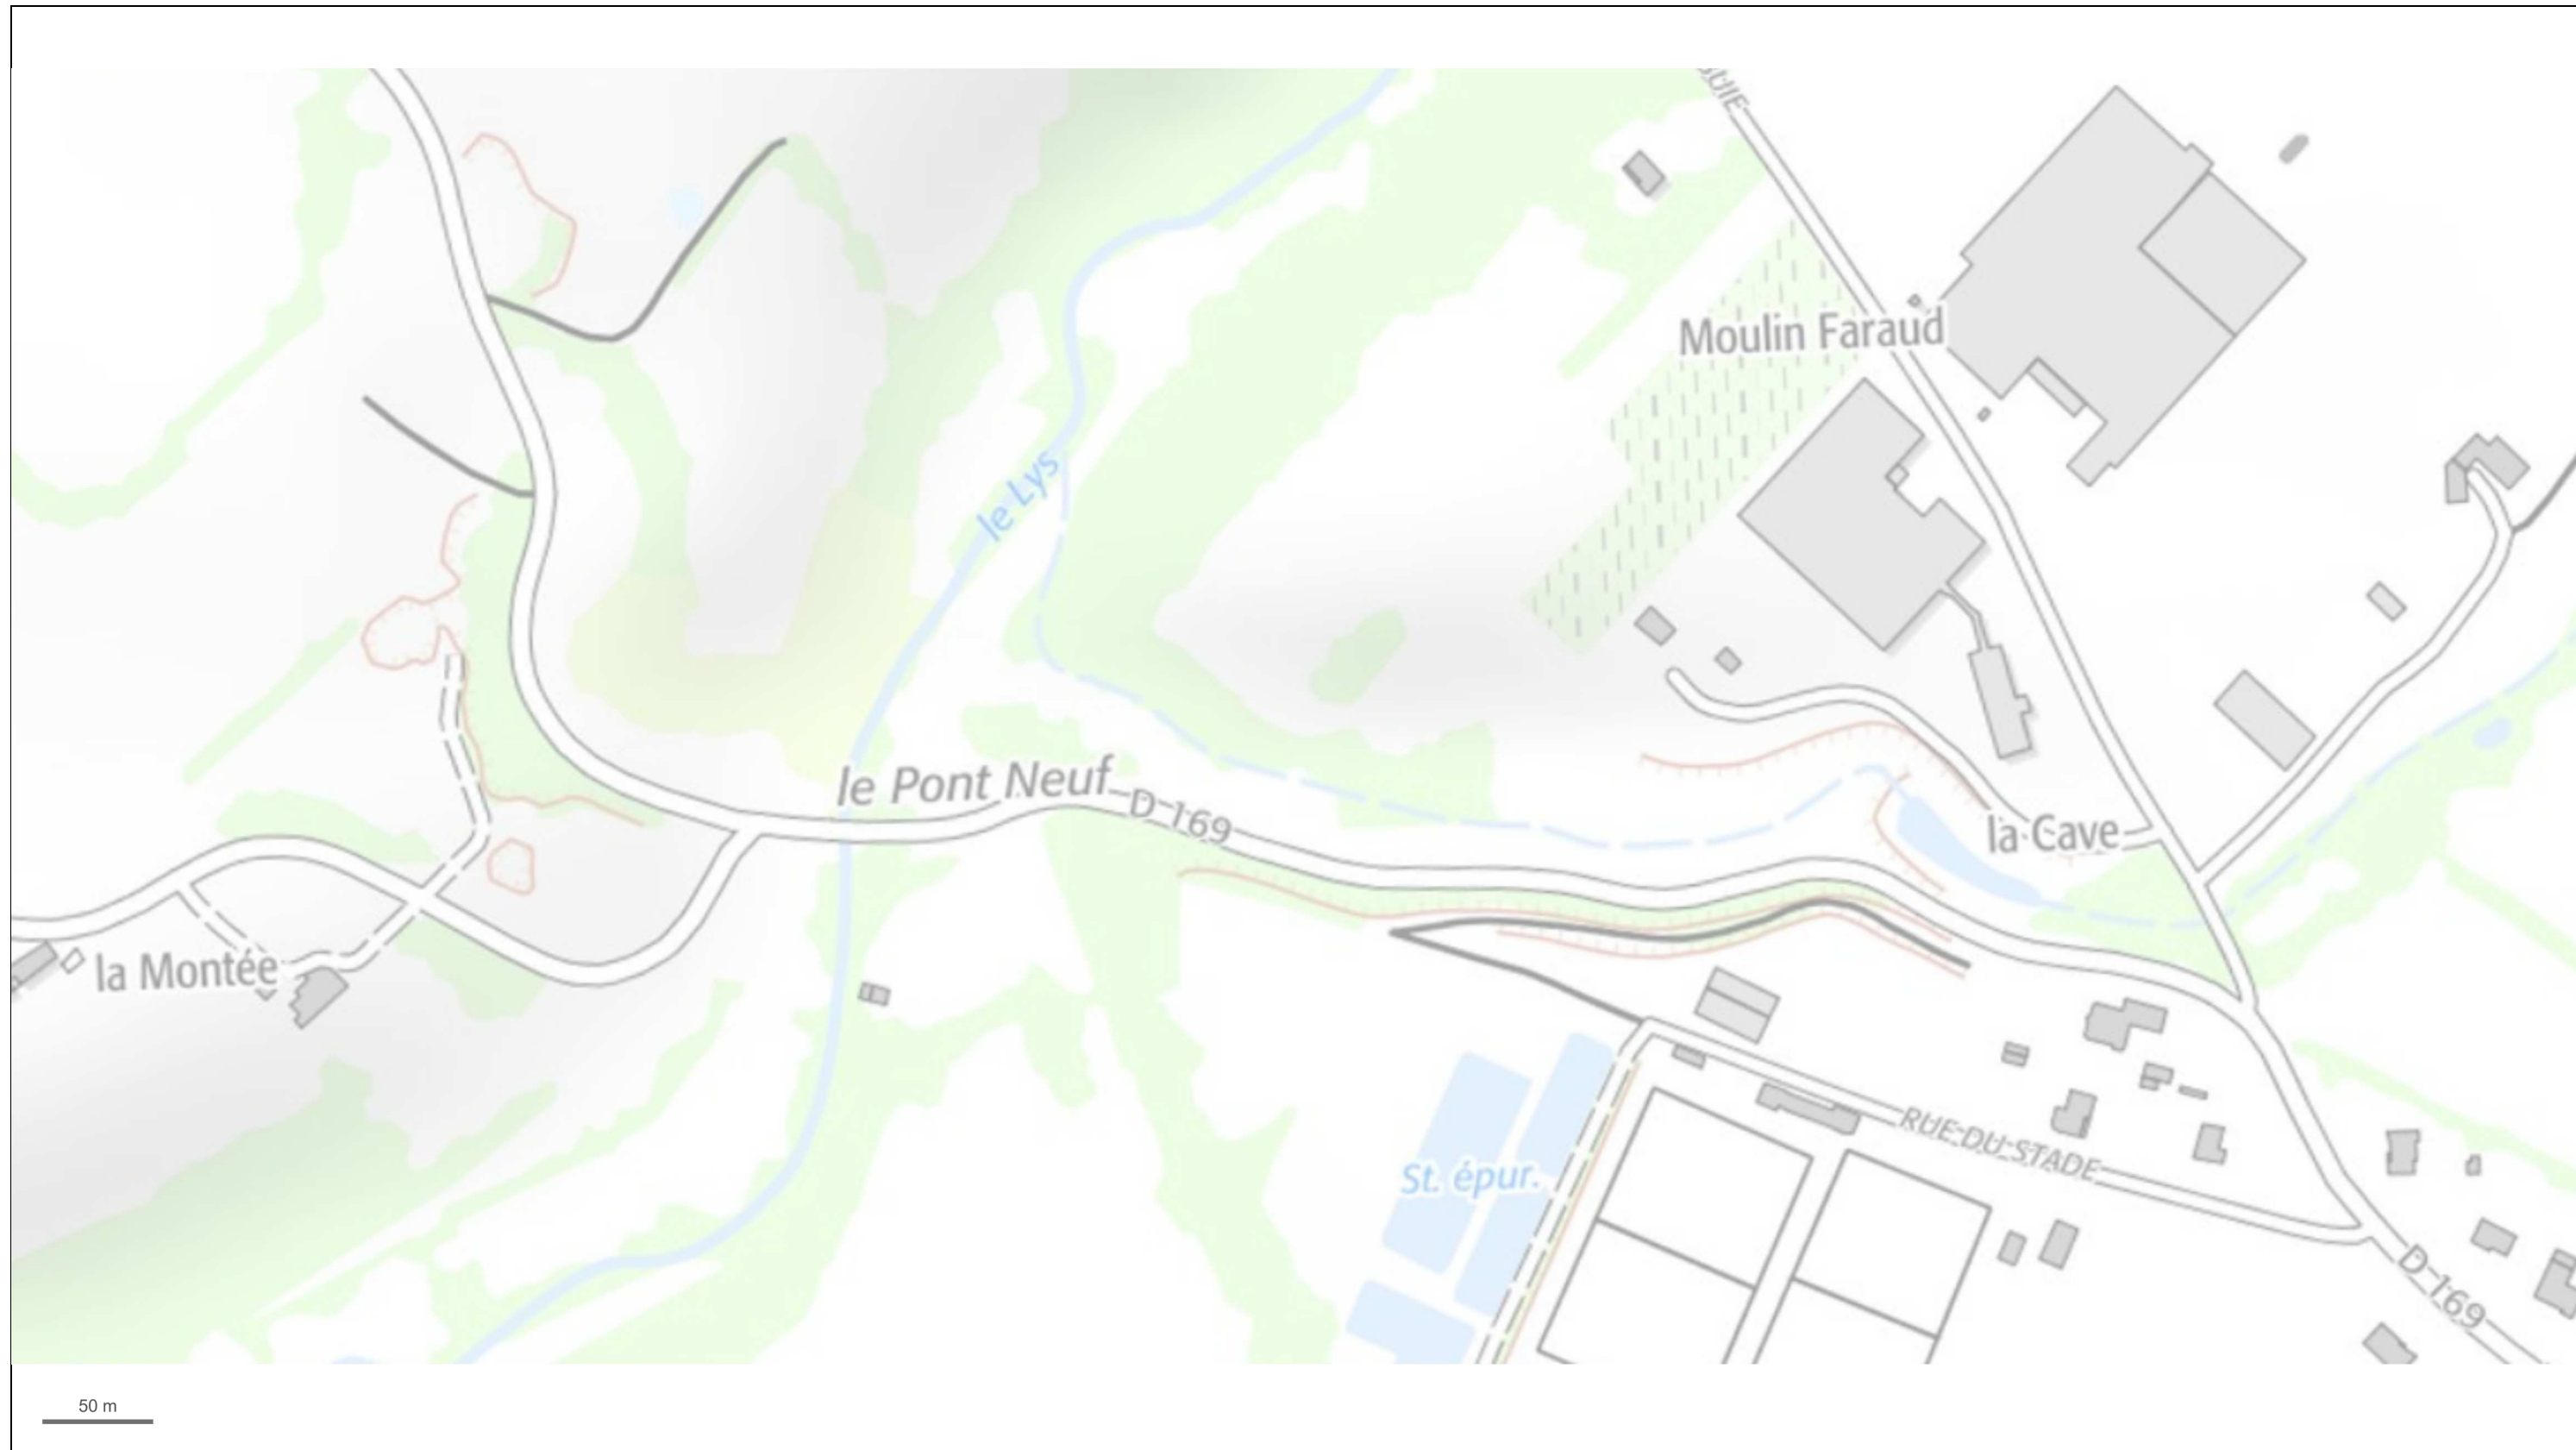 Moulin Faraud
le Lys
le Pont Neuf
D 169
la Cave
la Montée
RUE DU STADE
St. épur.
D 169
50 m